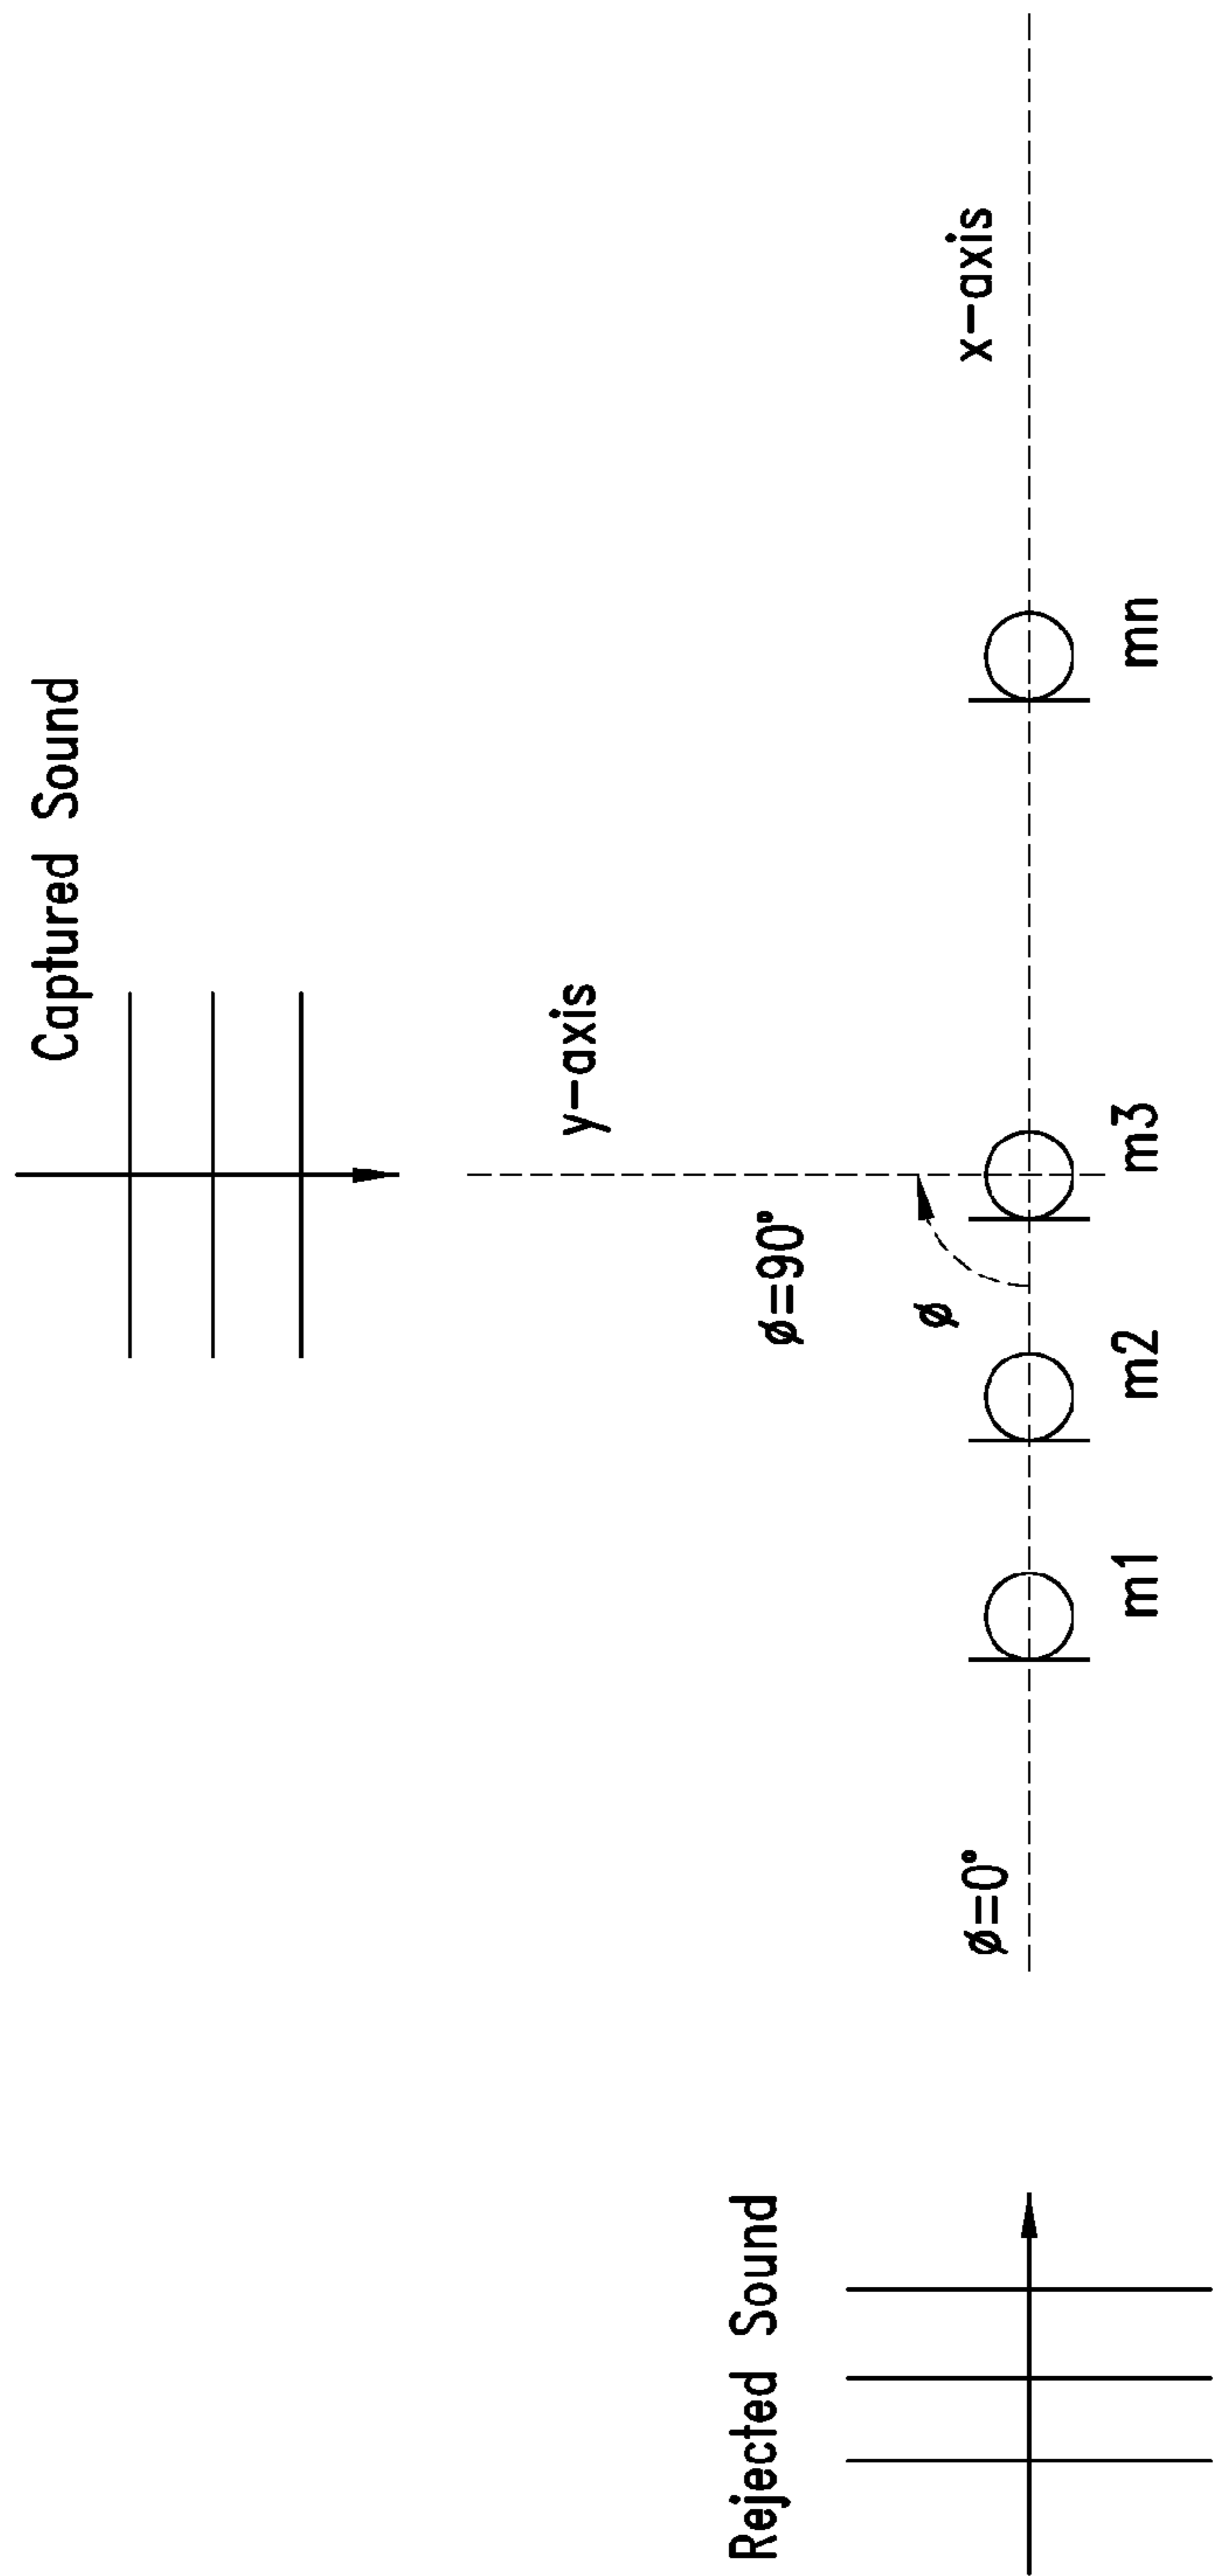 Captured Sound
y-axis
Rejected Sound
ø=90°
ø
ø=0°
x-axis
m1
m2
m3
mn